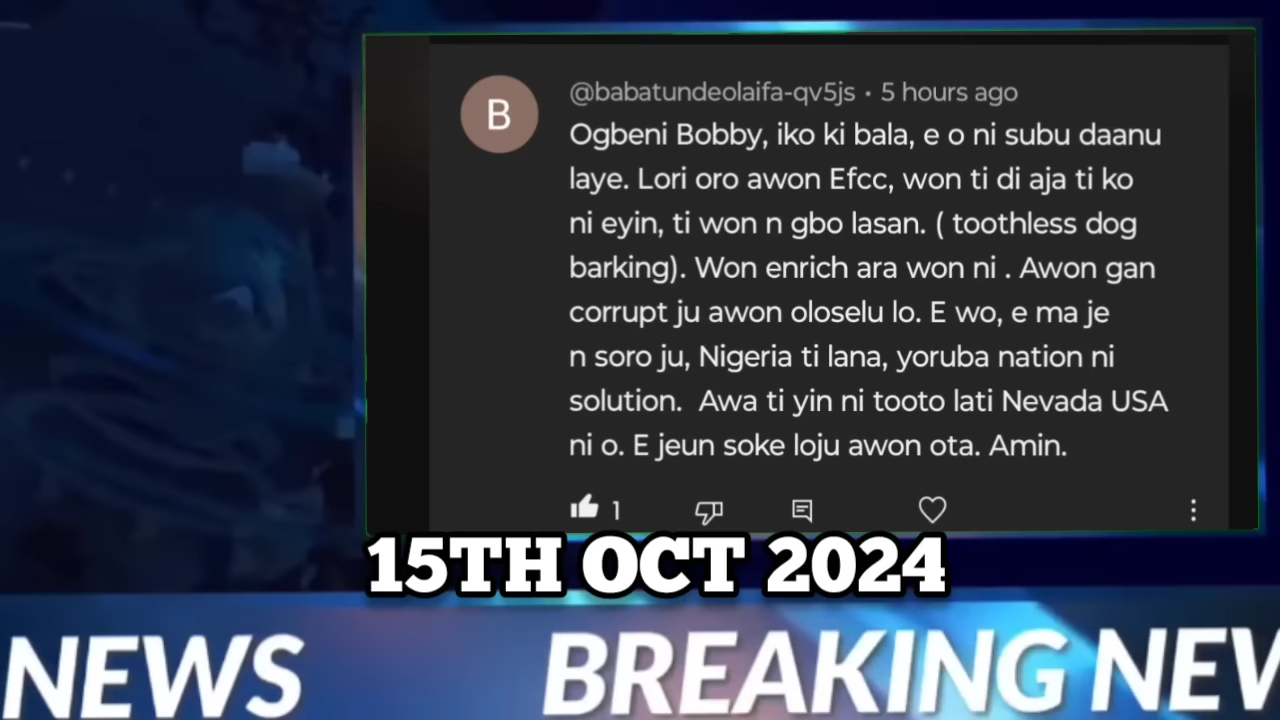 @babatundeolaifa-qv5js • 5 hours ago
B
Ogbeni Bobby, iko ki bala, e o ni subu daanu
laye. Lori oro awon Efcc, won ti di aja ti ko
ni eyin, ti won n gbo lasan. ( toothless dog
barking). Won enrich ara won ni . Awon gan
corrupt ju awon oloselu lo. E wo, e ma je
n soro ju, Nigeria ti lana, yoruba nation ni
solution.  Awa ti yin ni tooto lati Nevada USA
ni o. E jeun soke loju awon ota. Amin.
1
15TH OCT 2024
NEWS BREAKING NEV